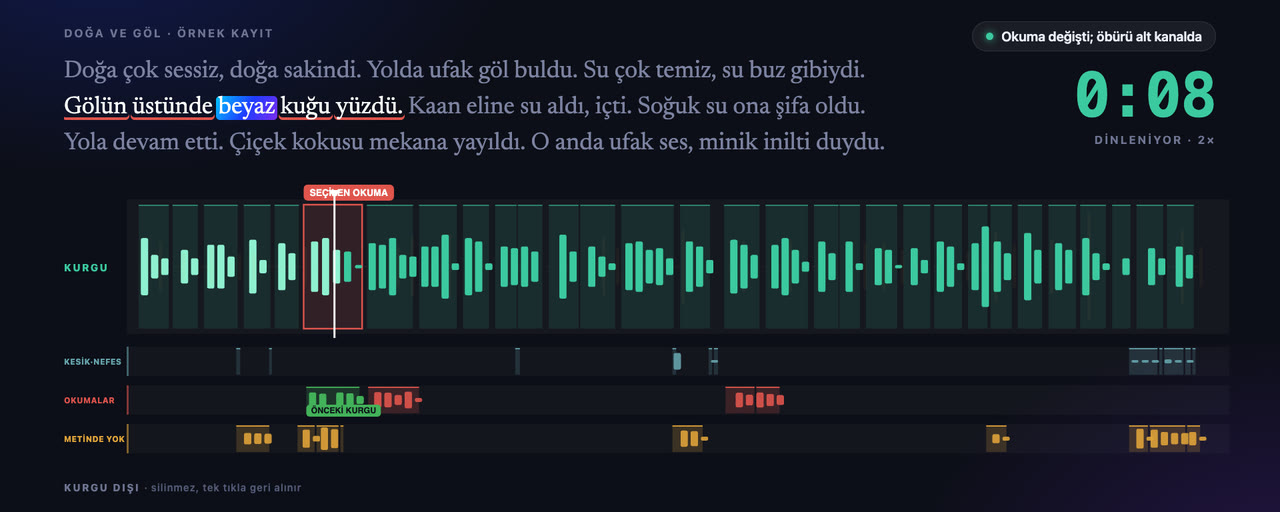 DOĞA VE GÖL · ÖRNEK KAYIT
Okuma değişti; öbürü alt kanalda
Doğa çok sessiz, doğa sakindi. Yolda ufak göl buldu. Su çok temiz, su buz gibiydi.
Gölün üstünde beyaz kuğu yüzdü. Kaan eline su aldı, içti. Soğuk su ona şifa oldu.
Yola devam etti. Çiçek kokusu mekana yayıldı. O anda ufak ses, minik inilti duydu.
0:08
DİNLENİYOR · 2×
SEÇİLEN OKUMA
KURGU
KESİK-NEFES
OKUMALAR
ÖNCEKİ KURGU
METİNDE YOK
KURGU DIŞI · silinmez, tek tıkla geri alınır